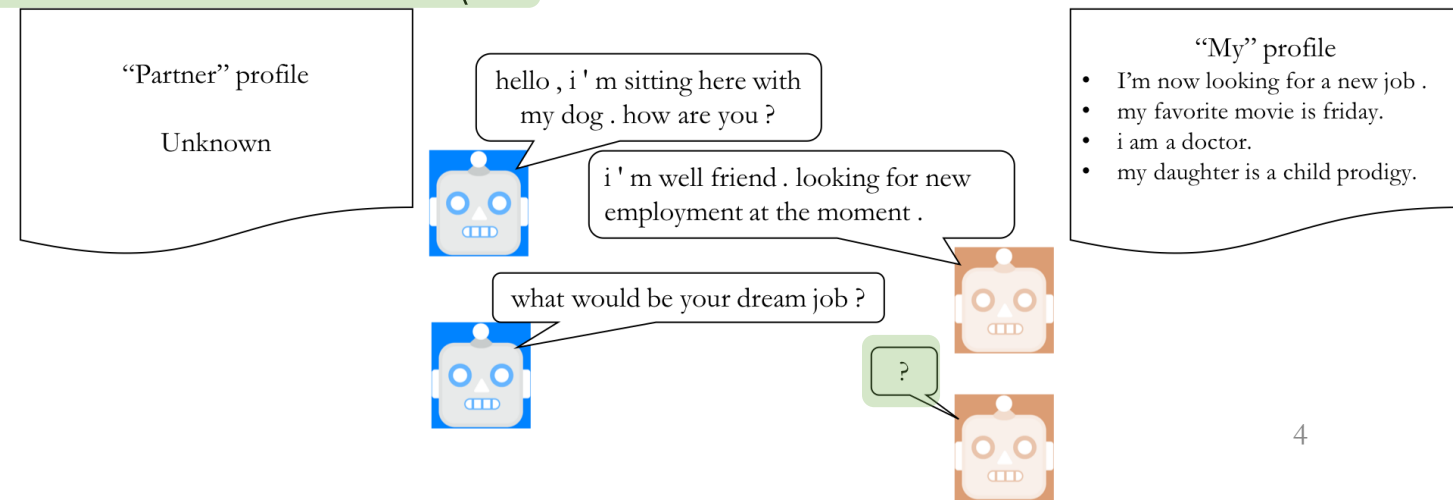 “Partner” profile
Unknown
hello , i ' m sitting here with
my dog . how are you ?
i ' m well friend . looking for new
employment at the moment .
what would be your dream job ?
?
“My” profile
• I’m now looking for a new job .
• my favorite movie is friday.
• i am a doctor.
• my daughter is a child prodigy.
4